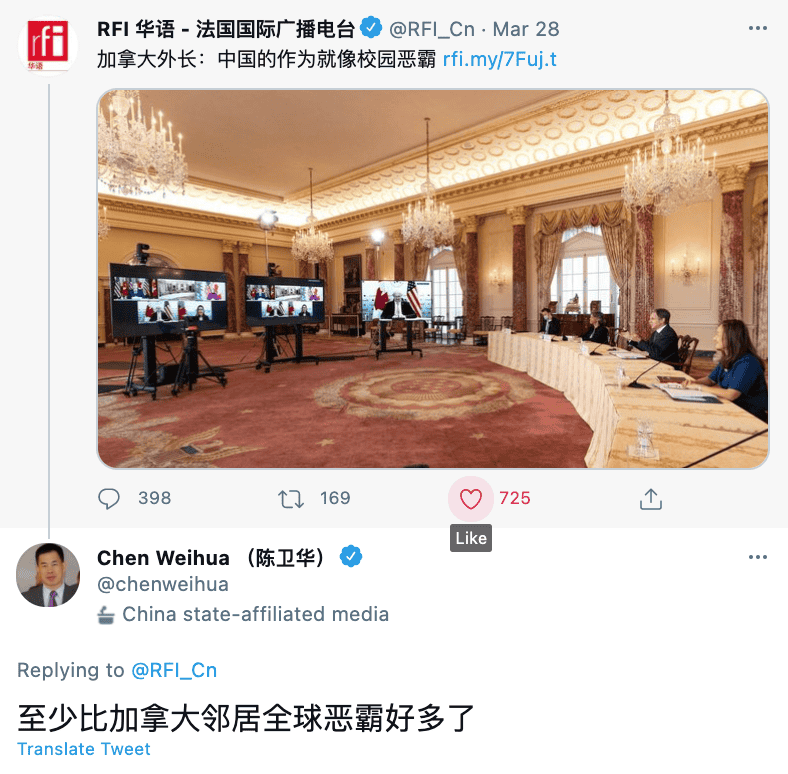 rfi
华语
RFI 华语 - 法国国际广播电台 @RFI_Cn · Mar 28
加拿大外长：中国的作为就像校园恶霸 rfi.my/7Fuj.t
398 169 725
Like
Chen Weihua （陈卫华）
@chenweihua
China state-affiliated media
Replying to @RFI_Cn
至少比加拿大邻居全球恶霸好多了
Translate Tweet